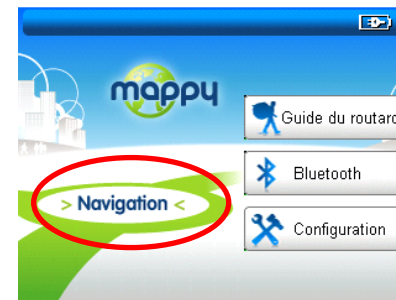 mappy
Guide du routard
Bluetooth
> Navigation <
Configuration